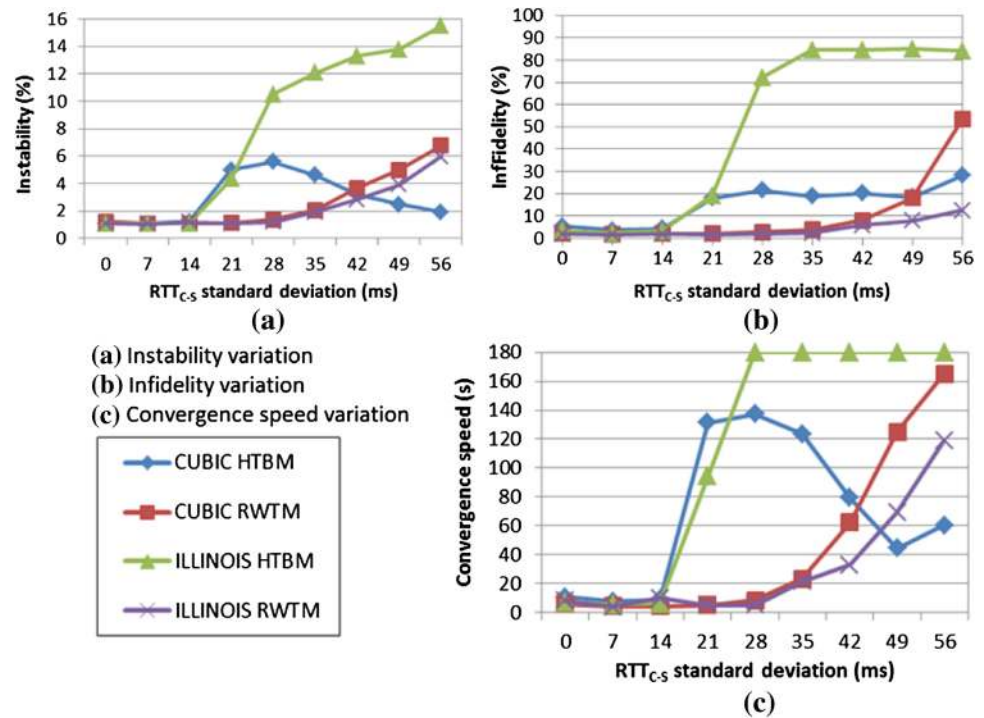 16
14
12
10
8
6
4
2
0
Instability (%)
0 7 14 21 28 35 42 49 56
RTTC-S standard deviation (ms)
(a)
100
90
80
70
60
50
40
30
20
10
0
InfFidelity (%)
0 7 14 21 28 35 42 49 56
RTTC-S standard deviation (ms)
(b)
(a) Instability variation
(b) Infidelity variation
(c) Convergence speed variation
CUBIC HTBM
CUBIC RWTM
ILLINOIS HTBM
ILLINOIS RWTM
180
160
140
120
100
80
60
40
20
0
Convergence speed (s)
0 7 14 21 28 35 42 49 56
RTTC-S standard deviation (ms)
(c)